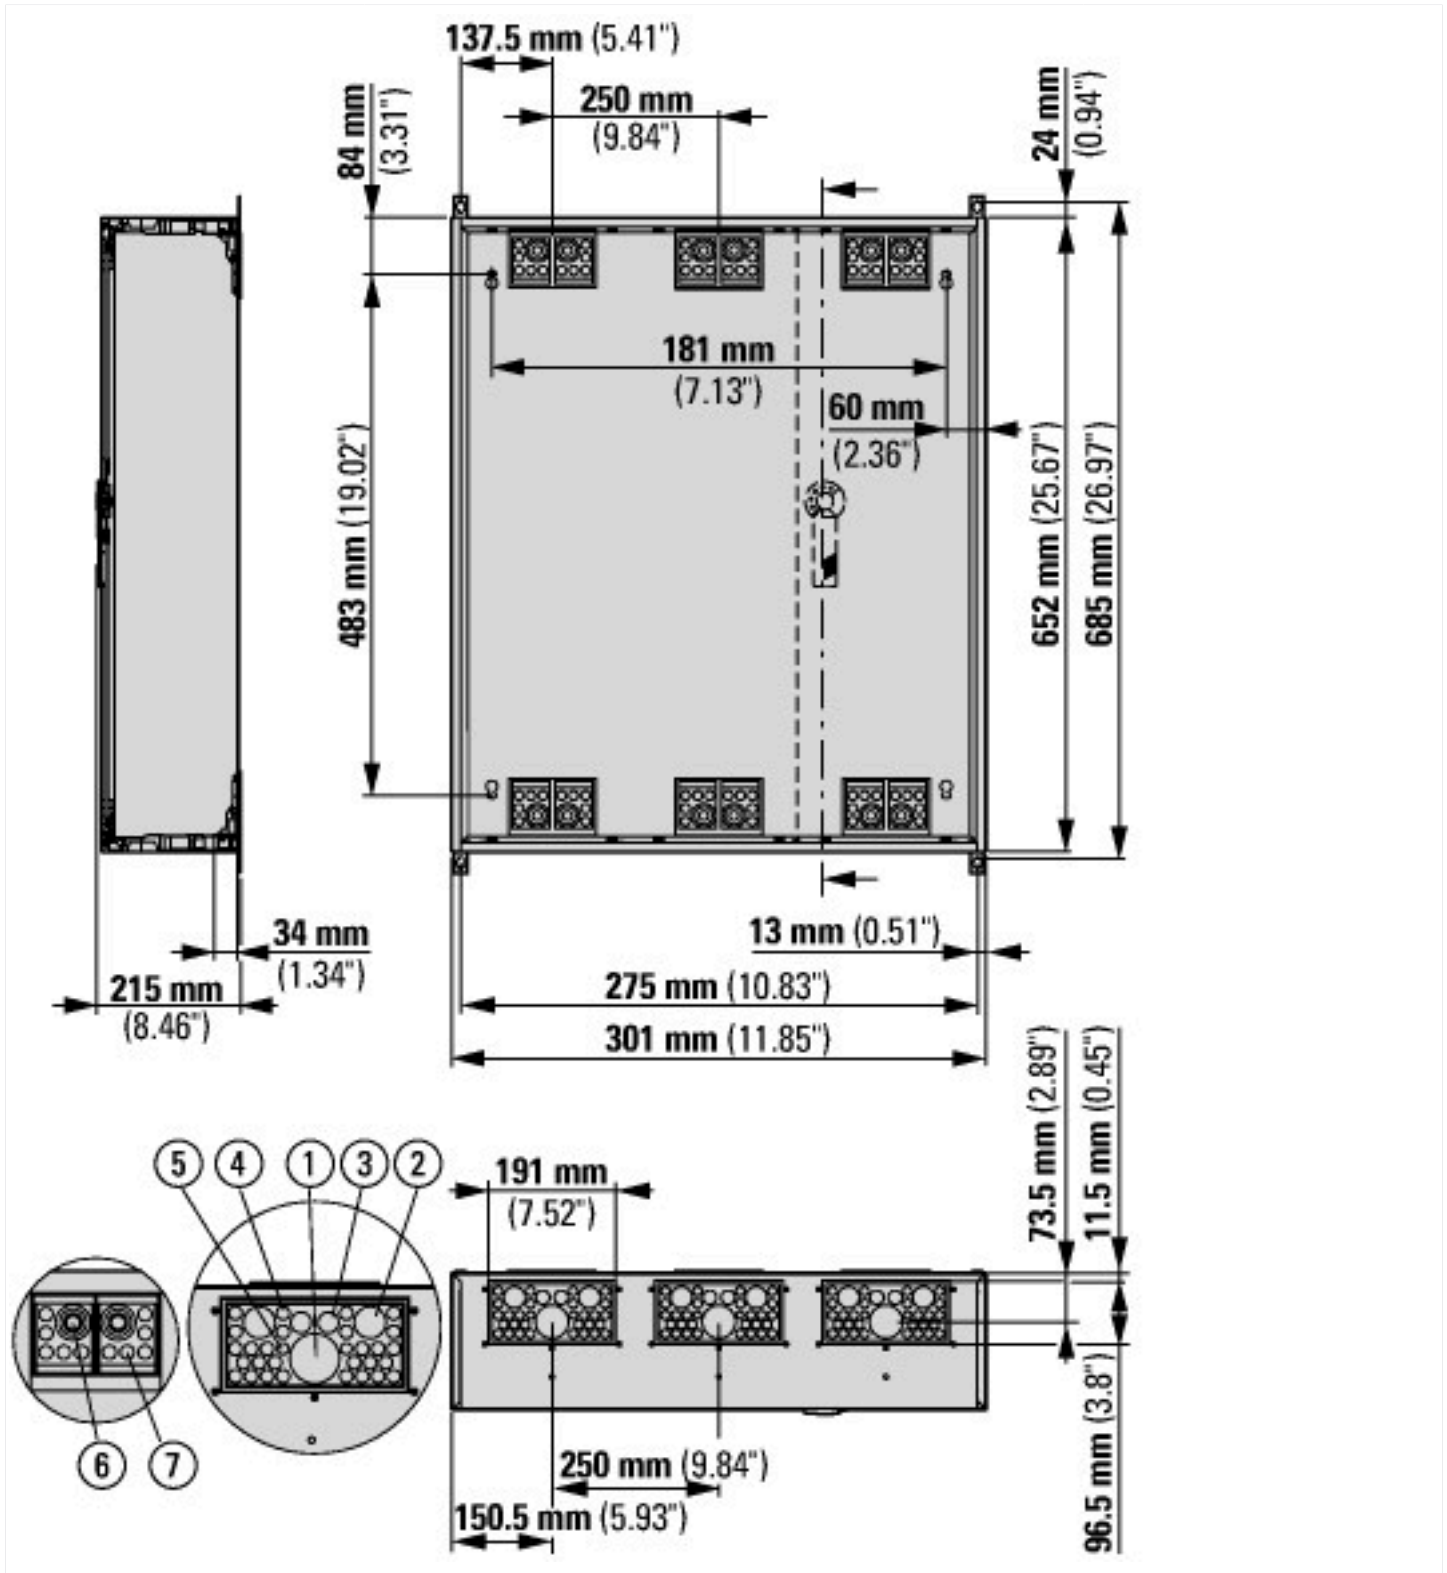 137.5 mm (5.41")
250 mm
(9.84")
84 mm
(3.31")
24 mm
(0.94")
181 mm
(7.13")
60 mm
(2.36")
483 mm (19.02")
652 mm (25.67")
685 mm (26.97")
34 mm
(1.34")
215 mm
(8.46")
13 mm (0.51")
275 mm (10.83")
301 mm (11.85")
73.5 mm (2.89")
11.5 mm (0.45")
5 4 1 3 2
191 mm
(7.52")
6 7
250 mm (9.84")
150.5 mm (5.93")
96.5 mm (3.8")